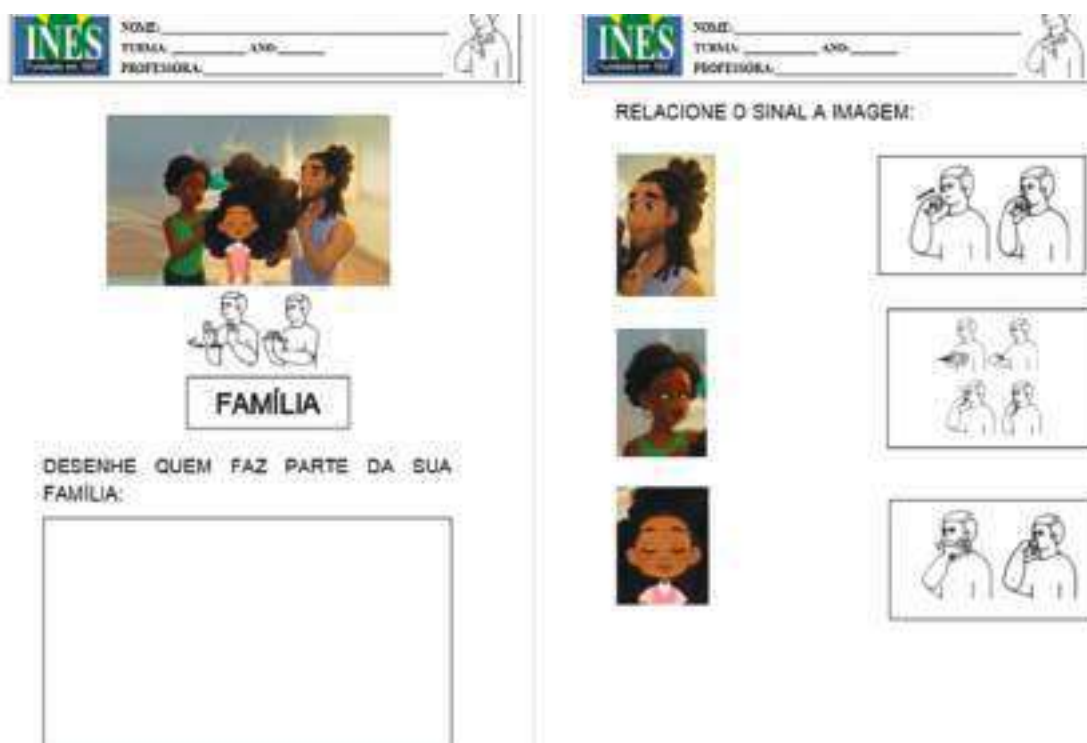 INES
NOME:
TURMA: ANO:
PROFESSORA:
FAMÍLIA
DESENHE QUEM FAZ PARTE DA SUA
FAMÍLIA:
INES
NOME:
TURMA: ANO:
PROFESSORA:
RELACIONE O SINAL A IMAGEM: